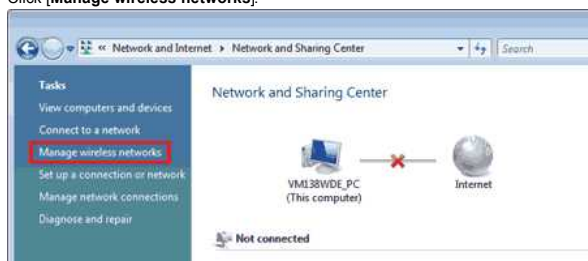 Click [Manage wireless networks].
« Network and Internet ▸ Network and Sharing Center
Search
Tasks
View computers and devices
Connect to a network
Manage wireless networks
Set up a connection or network
Manage network connections
Diagnose and repair
Network and Sharing Center
VM138WDE_PC
(This computer)
Internet
Not connected